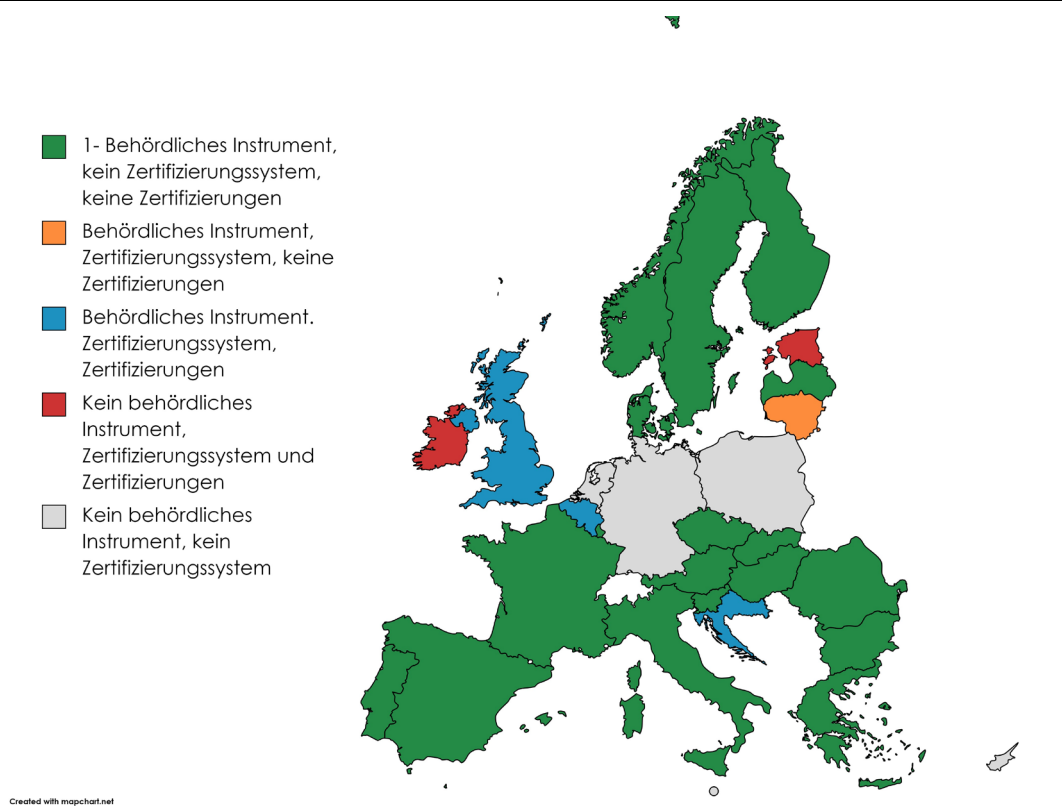 1- Behördliches Instrument,
kein Zertifizierungssystem,
keine Zertifizierungen
Behördliches Instrument,
Zertifizierungssystem, keine
Zertifizierungen
Behördliches Instrument.
Zertifizierungssystem,
Zertifizierungen
Kein behördliches
Instrument,
Zertifizierungssystem und
Zertifizierungen
Kein behördliches
Instrument, kein
Zertifizierungssystem
Created with mapchart.net